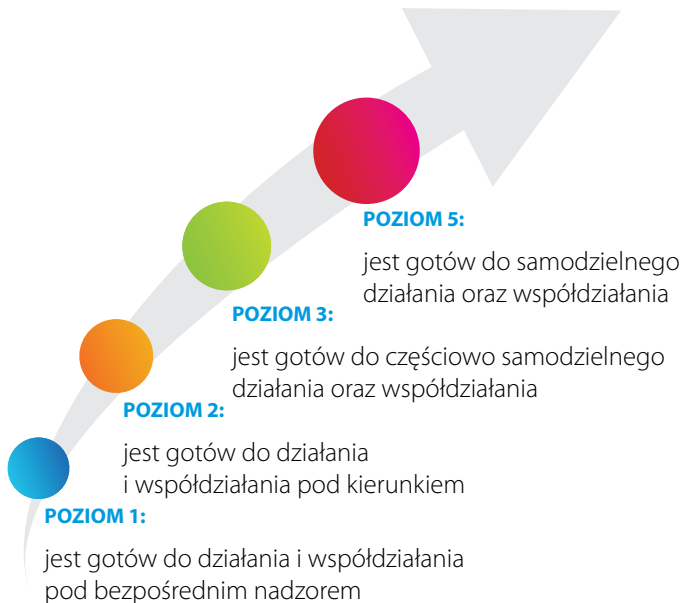 POZIOM 5:
jest gotów do samodzielnego
działania oraz współdziałania
POZIOM 3:
jest gotów do częściowo samodzielnego
działania oraz współdziałania
POZIOM 2:
jest gotów do działania
i współdziałania pod kierunkiem
POZIOM 1:
jest gotów do działania i współdziałania
pod bezpośrednim nadzorem